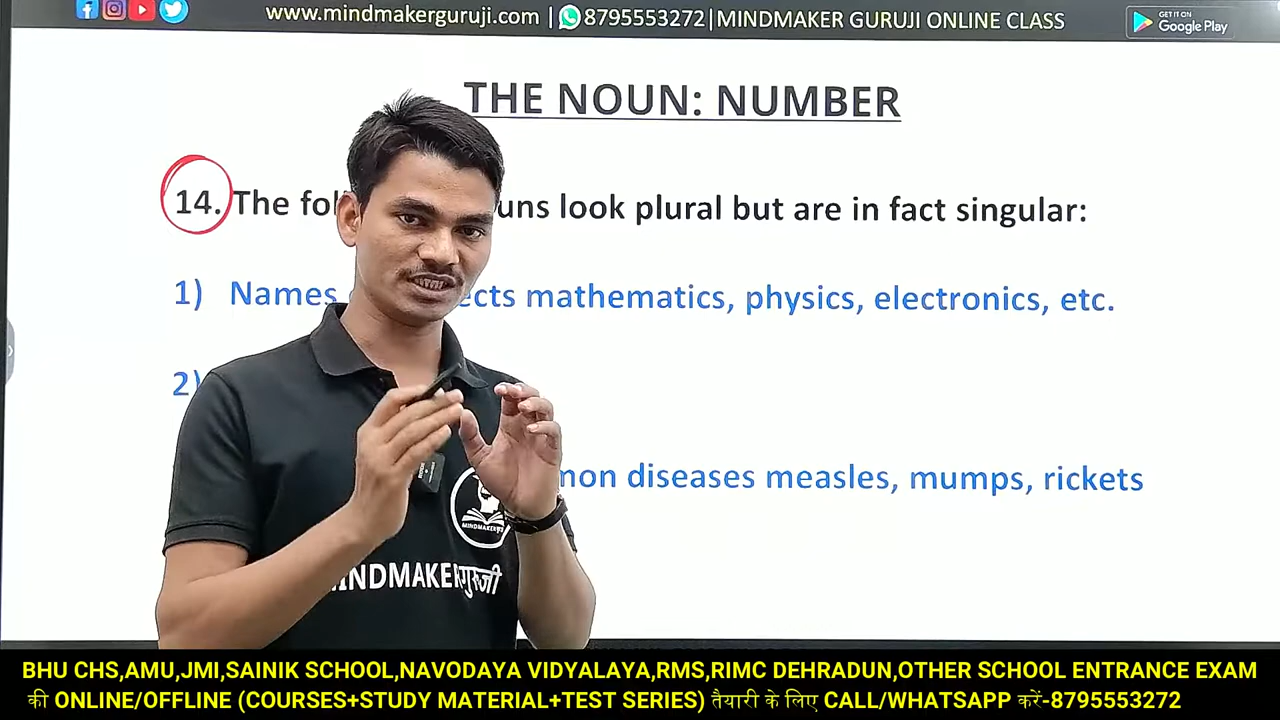 www.mindmakerguruji.com | 8795553272|MINDMAKER GURUJI ONLINE CLASS
GET IT ON
Google Play
THE NOUN: NUMBER
14. The fol uns look plural but are in fact singular:
1) Names ects mathematics, physics, electronics, etc.
2)
mon diseases measles, mumps, rickets
MINDMAKERगुरुजी
BHU CHS,AMU,JMI,SAINIK SCHOOL,NAVODAYA VIDYALAYA,RMS,RIMC DEHRADUN,OTHER SCHOOL ENTRANCE EXAM
की ONLINE/OFFLINE (COURSES+STUDY MATERIAL+TEST SERIES) तैयारी के लिए CALL/WHATSAPP करें-8795553272